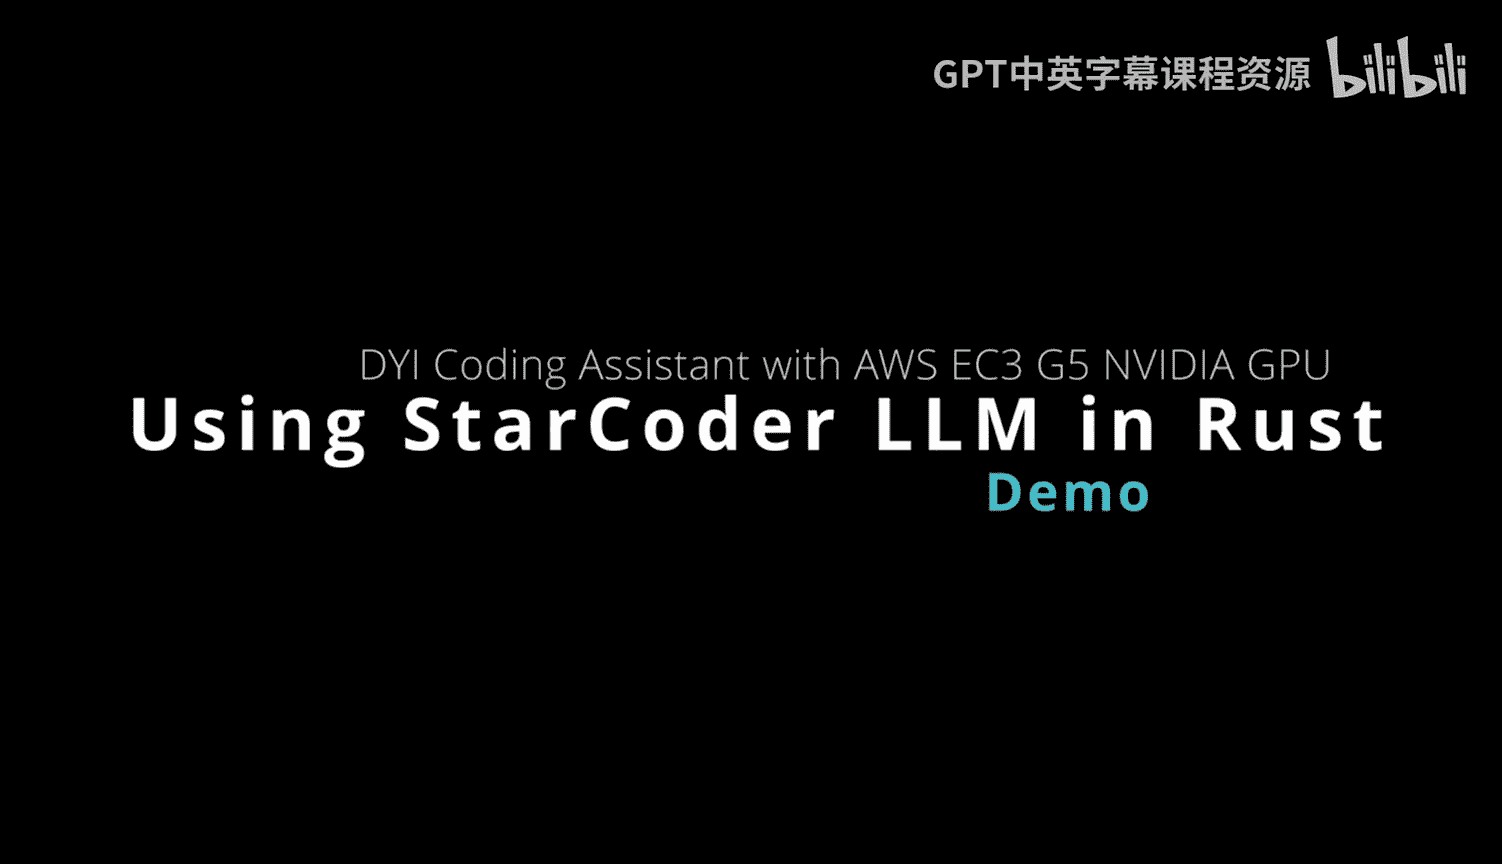 GPT中英字幕课程资源 bilibili
DYI Coding Assistant with AWS EC3 G5 NVIDIA GPU
Using StarCoder LLM in Rust
Demo